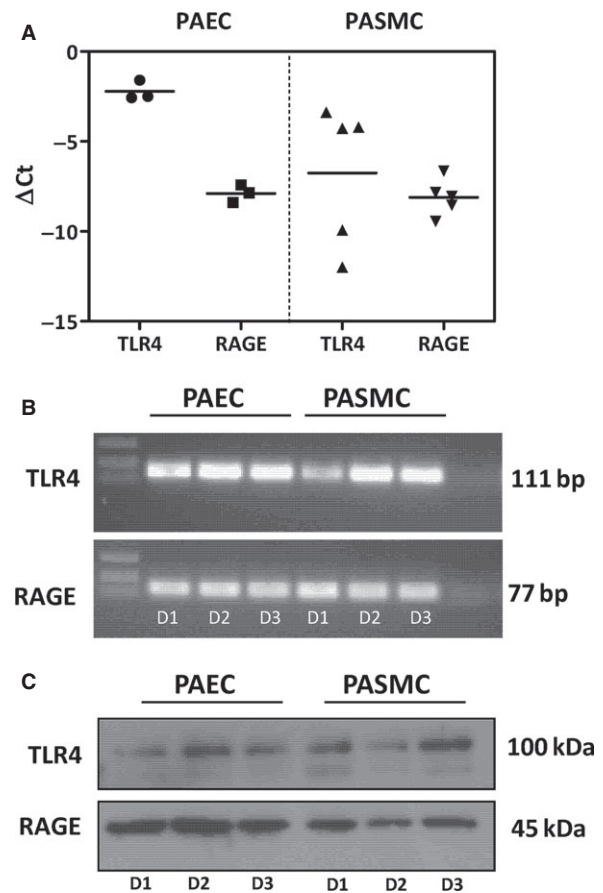 A
PAEC PASMC
0
−5
−10
−15
ΔCt
TLR4 RAGE TLR4 RAGE
B
PAEC PASMC
TLR4 111 bp
RAGE 77 bp
D1 D2 D3 D1 D2 D3
C
PAEC PASMC
TLR4 100 kDa
RAGE 45 kDa
D1 D2 D3 D1 D2 D3